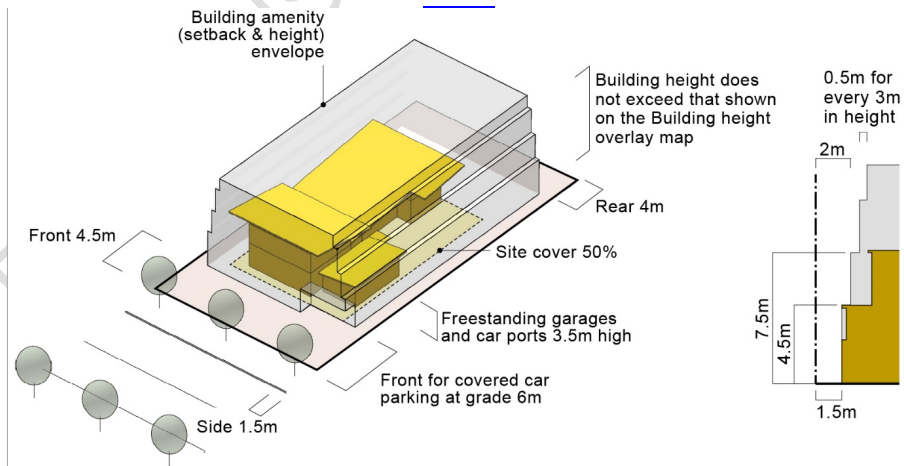 Building amenity
(setback & height)
envelope
Building height does
not exceed that shown
on the Building height
overlay map
0.5m for
every 3m
in height
2m
Rear 4m
Front 4.5m
Site cover 50%
Freestanding garages
and car ports 3.5m high
Front for covered car
parking at grade 6m
Side 1.5m
7.5m
4.5m
1.5m